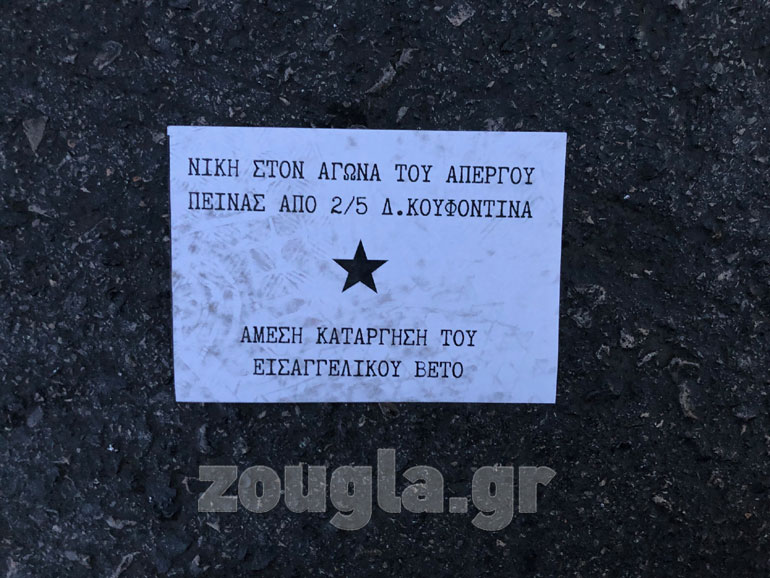 ΝΙΚΗ ΣΤΟΝ ΑΓΩΝΑ ΤΟΥ ΑΠΕΡΓΟΥ
ΠΕΙΝΑΣ ΑΠΟ 2/5 Δ.ΚΟΥΦΟΝΤΙΝΑ
ΑΜΕΣΗ ΚΑΤΑΡΓΗΣΗ ΤΟΥ
ΕΙΣΑΓΓΕΛΙΚΟΥ ΒΕΤΟ
zougla.gr